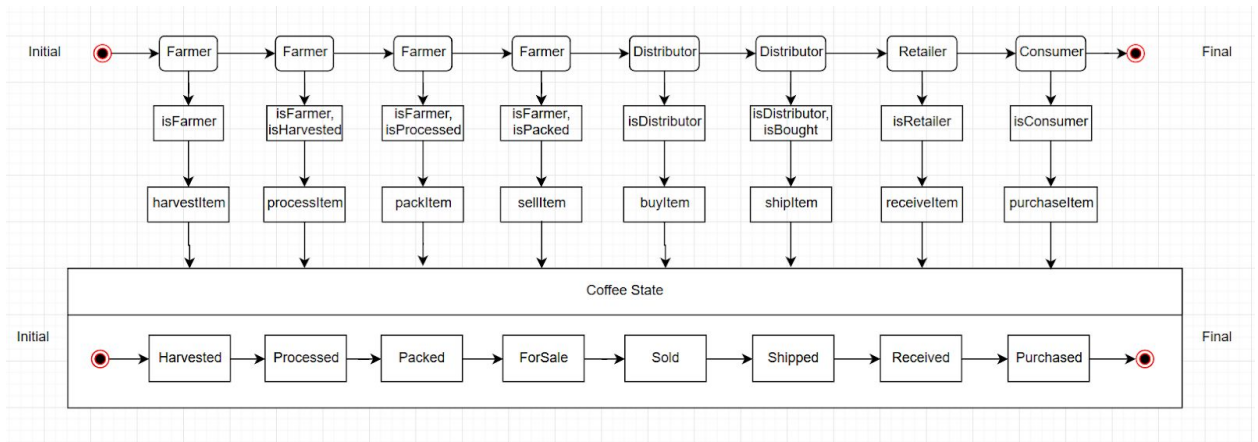 Initial
Farmer
Farmer
Farmer
Farmer
Distributor
Distributor
Retailer
Consumer
Final
isFarmer
isFarmer,
isHarvested
isFarmer,
isProcessed
isFarmer,
isPacked
isDistributor
isDistributor,
isBought
isRetailer
isConsumer
harvestItem
processItem
packItem
sellItem
buyItem
shipItem
receiveItem
purchaseItem
Coffee State
Initial
Harvested
Processed
Packed
ForSale
Sold
Shipped
Received
Purchased
Final